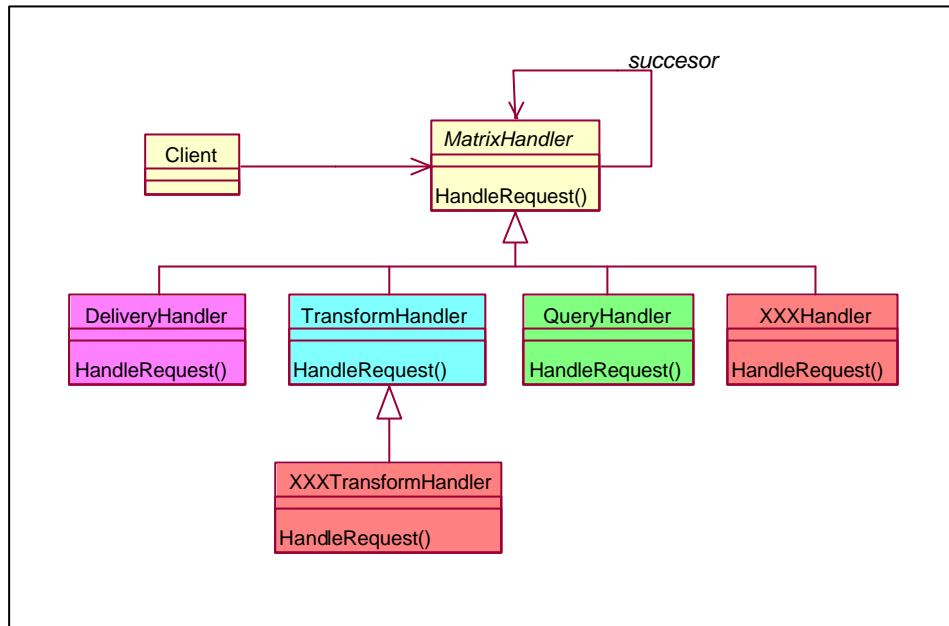 succesor
MatrixHandler
Client
HandleRequest()
DeliveryHandler
TransformHandler
QueryHandler
XXXHandler
HandleRequest()
HandleRequest()
HandleRequest()
HandleRequest()
XXXTransformHandler
HandleRequest()